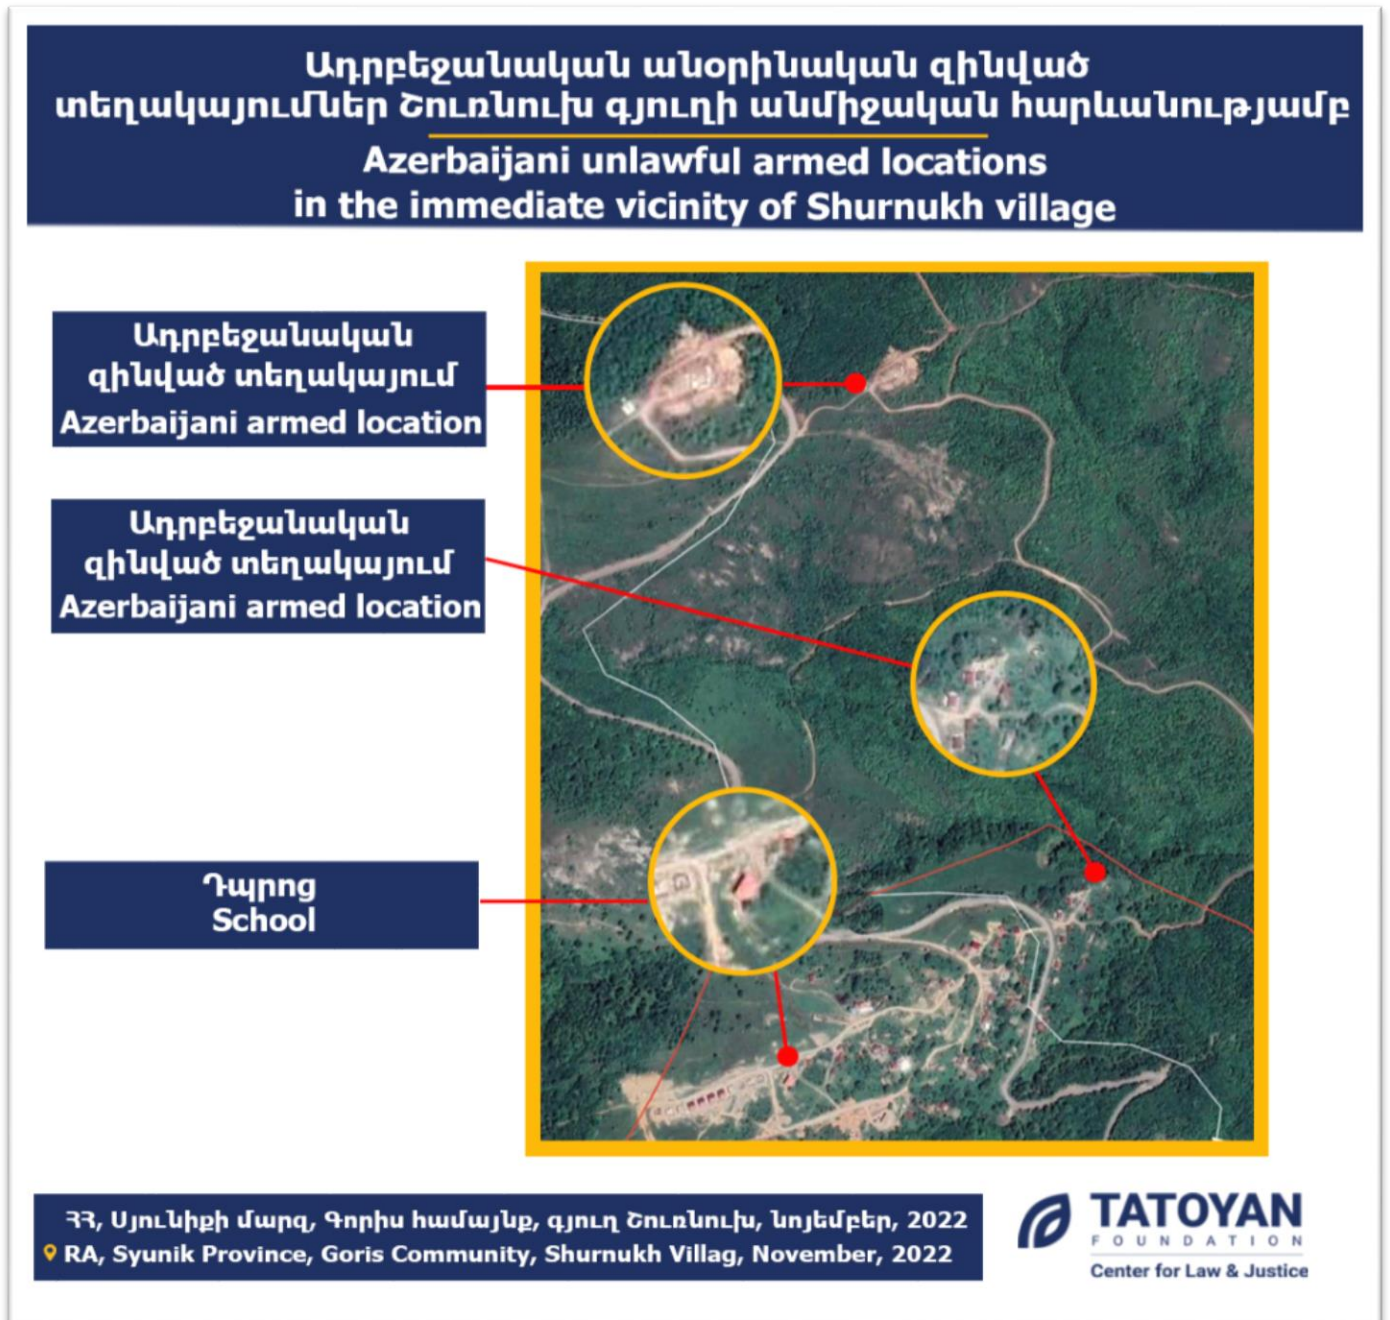 Ադրբեջանական անօրինական զինված
տեղակայումներ Շուռնուխ գյուղի անմիջական հարևանությամբ
Azerbaijani unlawful armed locations
in the immediate vicinity of Shurnukh village
Ադրբեջանական
զինված տեղակայում
Azerbaijani armed location
Ադրբեջանական
զինված տեղակայում
Azerbaijani armed location
Դպրոց
School
ՀՀ, Սյունիքի մարզ, Գորիս համայնք, գյուղ Շուռնուխ, նոյեմբեր, 2022
RA, Syunik Province, Goris Community, Shurnukh Villag, November, 2022
TATOYAN
FOUNDATION
Center for Law & Justice